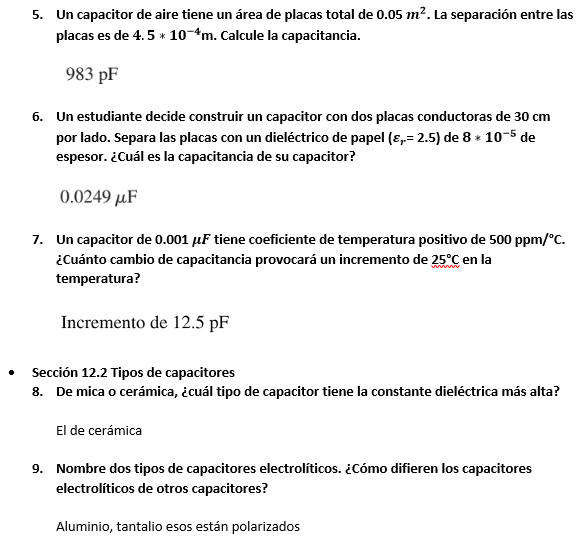 5. Un capacitor de aire tiene un área de placas total de 0.05 m². La separación entre las
placas es de 4.5 * 10⁻⁴m. Calcule la capacitancia.
983 pF
6. Un estudiante decide construir un capacitor con dos placas conductoras de 30 cm
por lado. Separa las placas con un dieléctrico de papel (εᵣ= 2.5) de 8 * 10⁻⁵ de
espesor. ¿Cuál es la capacitancia de su capacitor?
0.0249 μF
7. Un capacitor de 0.001 μF tiene coeficiente de temperatura positivo de 500 ppm/°C.
¿Cuánto cambio de capacitancia provocará un incremento de 25°C en la
temperatura?
Incremento de 12.5 pF
• Sección 12.2 Tipos de capacitores
8. De mica o cerámica, ¿cuál tipo de capacitor tiene la constante dieléctrica más alta?
El de cerámica
9. Nombre dos tipos de capacitores electrolíticos. ¿Cómo difieren los capacitores
electrolíticos de otros capacitores?
Aluminio, tantalio esos están polarizados